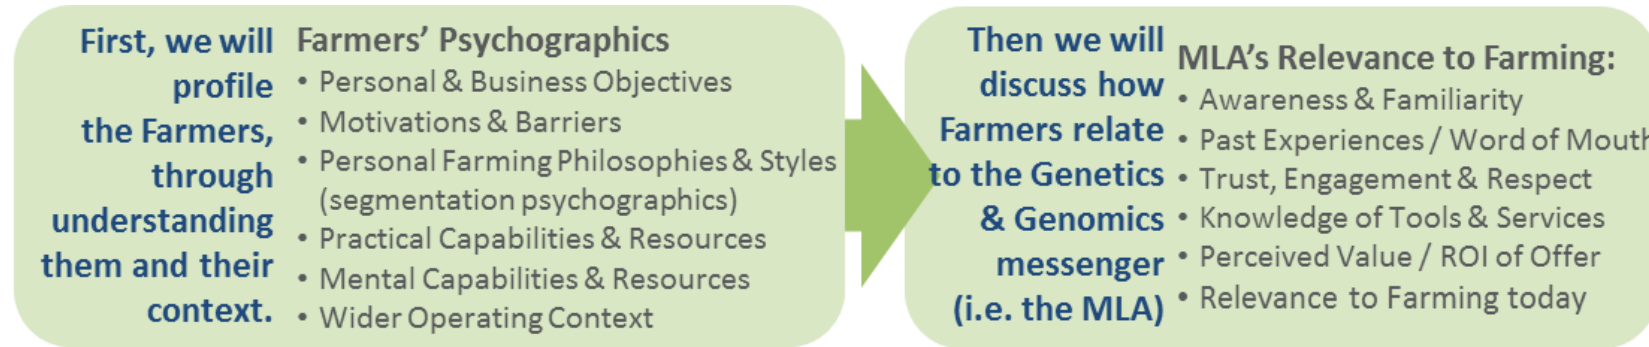 First, we will
profile
the Farmers,
through
understanding
them and their
context.
Farmers’ Psychographics
• Personal & Business Objectives
• Motivations & Barriers
• Personal Farming Philosophies & Styles
(segmentation psychographics)
• Practical Capabilities & Resources
• Mental Capabilities & Resources
• Wider Operating Context
Then we will
discuss how
Farmers relate
to the Genetics
& Genomics
messenger
(i.e. the MLA)
MLA’s Relevance to Farming:
• Awareness & Familiarity
• Past Experiences / Word of Mouth
• Trust, Engagement & Respect
• Knowledge of Tools & Services
• Perceived Value / ROI of Offer
• Relevance to Farming today